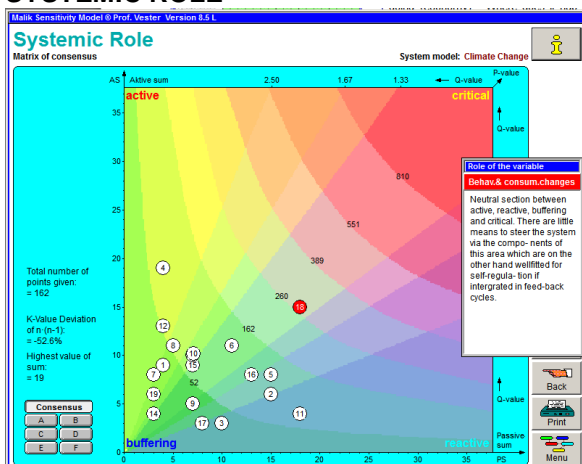 SYSTEMIC ROLE
Malik Sensitivity Model ® Prof. Vester Version 8.5 L
Systemic Role
Matrix of consensus
System model: Climate Change
AS
Aktive sum
2.50
1.67
1.33
Q-value
P-value
active
critical
Q-value
35
30
25
20
15
10
5
0
810
551
389
260
162
52
4
18
12
8
10
6
1
15
7
16
5
19
2
9
14
11
17
3
Total number of
points given:
= 162
K-Value Deviation
of n·(n-1):
= -52.6%
Highest value of
sum:
= 19
Consensus
A B
C D
E F
buffering
reactive
Q-value
Passive
sum
0 5 10 15 20 25 30 35 PS
Role of the variable
Behav.& consum.changes
Neutral section between
active, reactive, buffering
and critical. There are little
means to steer the system
via the compo- nents of
this area which are on the
other hand wellfitted for
self-regula- tion if
intergrated in feed-back
cycles.
i
Back
Print
Menu